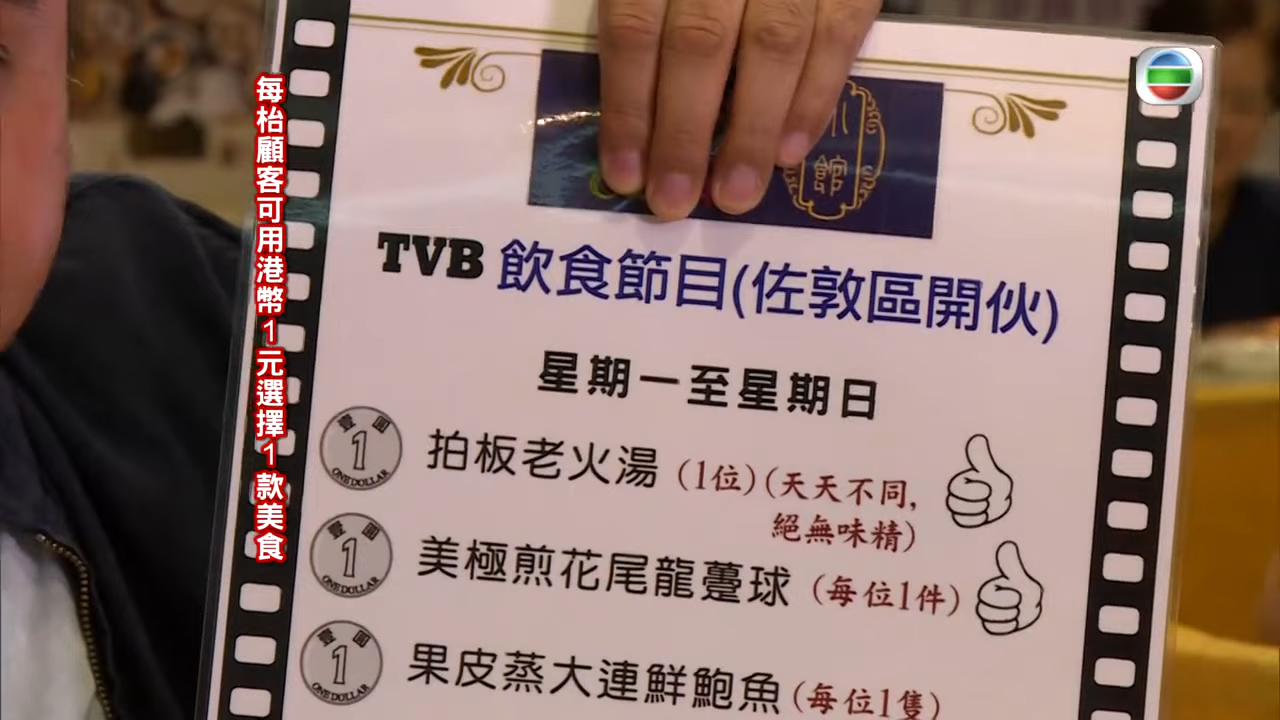 每枱顧客可用港幣1元選擇1款美食
小館
TVB 飲食節目(佐敦區開伙)
星期一至星期日
壹圓 1 ONE DOLLAR
拍板老火湯 (1位)(天天不同,
絕無味精)
壹圓 1 ONE DOLLAR
美極煎花尾龍躉球 (每位1件)
壹圓 1 ONE DOLLAR
果皮蒸大連鮮鮑魚 (每位1隻)